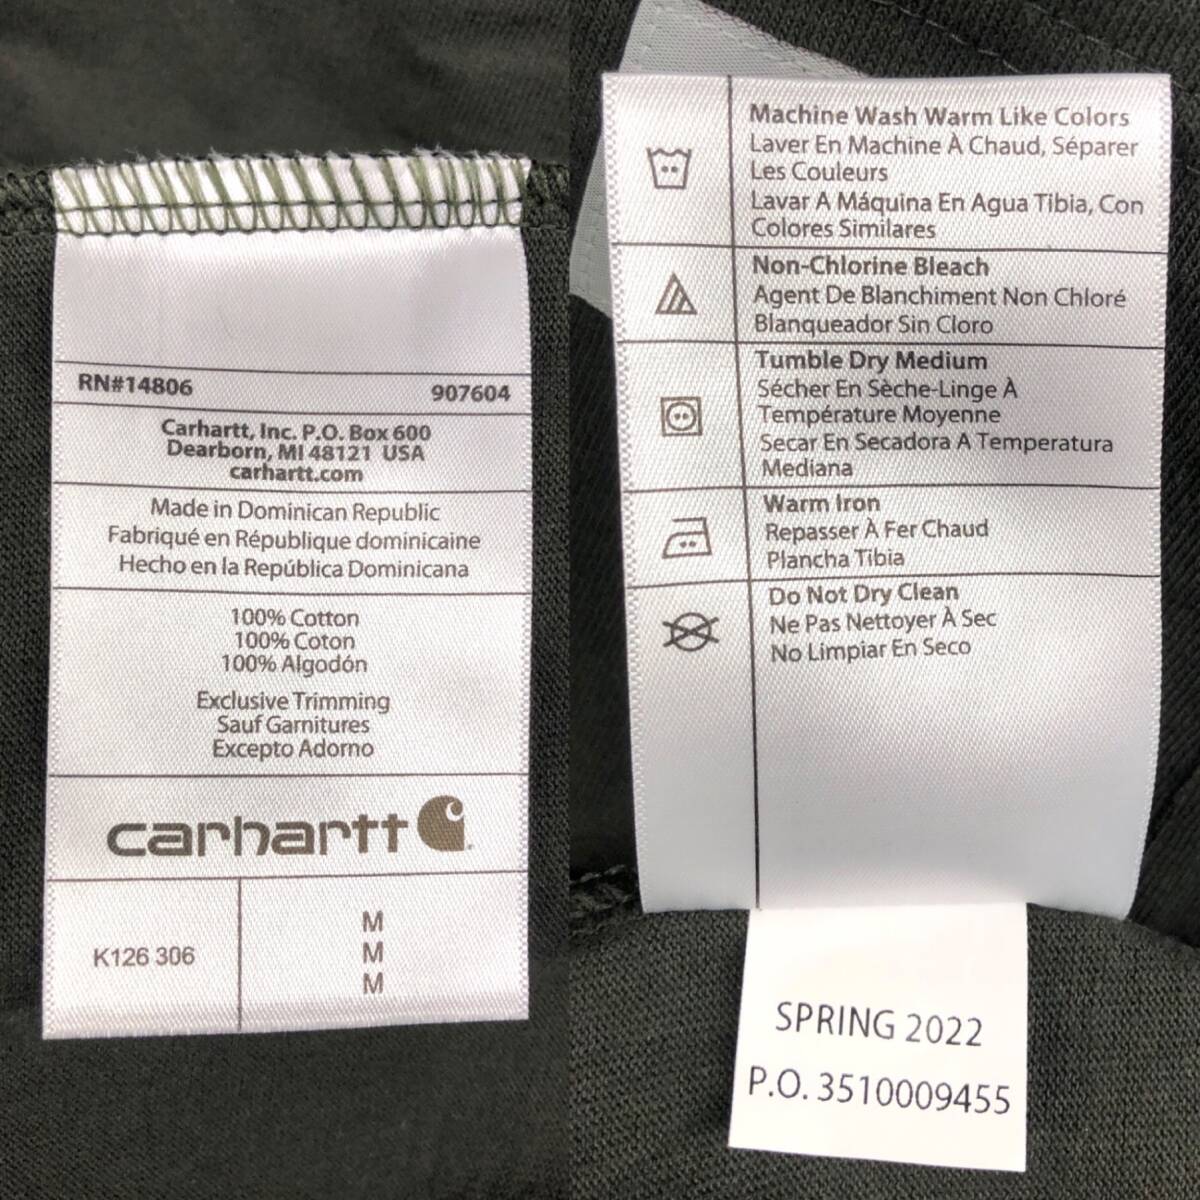 RN#14806 907604
Carhartt, Inc. P.O. Box 600
Dearborn, MI 48121 USA
carhartt.com
Made in Dominican Republic
Fabriqué en République dominicaine
Hecho en la República Dominicana
100% Cotton
100% Coton
100% Algodón
Exclusive Trimming
Sauf Garnitures
Excepto Adorno
carhartt
K126 306
M
M
M
Machine Wash Warm Like Colors
Laver En Machine À Chaud, Séparer
Les Couleurs
Lavar A Máquina En Agua Tibia, Con
Colores Similares
Non-Chlorine Bleach
Agent De Blanchiment Non Chloré
Blanqueador Sin Cloro
Tumble Dry Medium
Sécher En Sèche-Linge À
Température Moyenne
Secar En Secadora A Temperatura
Mediana
Warm Iron
Repasser À Fer Chaud
Plancha Tibia
Do Not Dry Clean
Ne Pas Nettoyer À Sec
No Limpiar En Seco
SPRING 2022
P.O. 3510009455